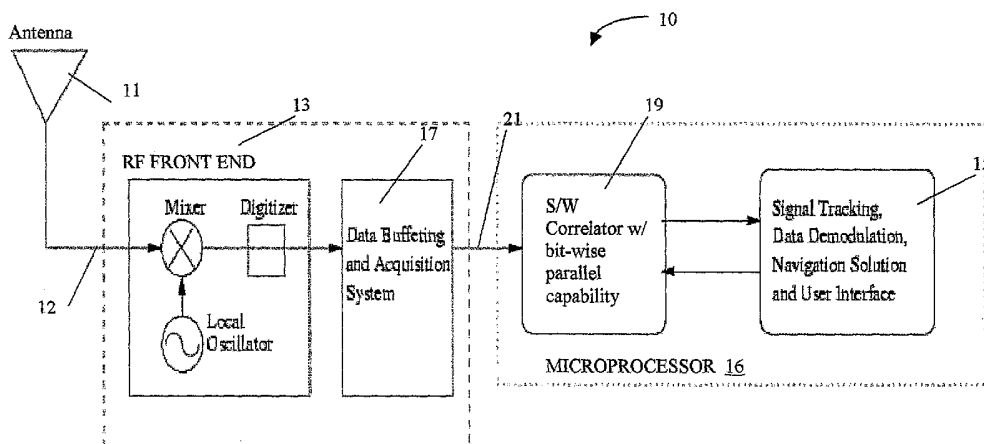 10
Antenna
11
13
19
17
21
15
RF FRONT END
Mixer
Digitizer
S/W
Correlator w/
bit-wise
parallel
capability
Signal Tracking,
Data Demodulation,
Navigation Solution
and User Interface
Data Buffering
and Acquisition
System
12
Local
Oscillator
MICROPROCESSOR 16